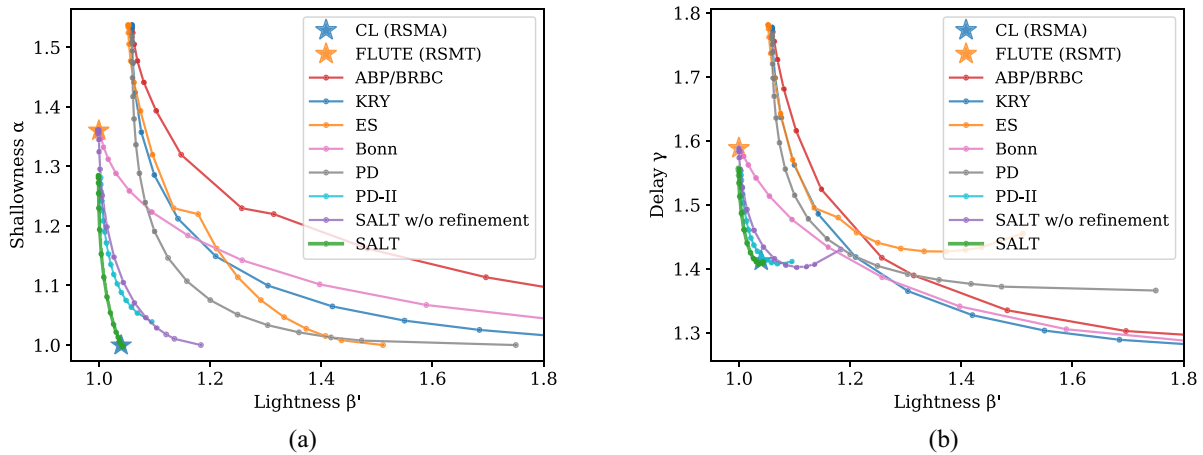 1.5
1.4
1.3
1.2
1.1
1.0
Shallowness α
1.0
1.2
1.4
1.6
1.8
Lightness β'
CL (RSMA)
FLUTE (RSMT)
ABP/BRBC
KRY
ES
Bonn
PD
PD-II
SALT w/o refinement
SALT
(a)
1.8
1.7
1.6
1.5
1.4
1.3
Delay γ
1.0
1.2
1.4
1.6
1.8
Lightness β'
CL (RSMA)
FLUTE (RSMT)
ABP/BRBC
KRY
ES
Bonn
PD
PD-II
SALT w/o refinement
SALT
(b)